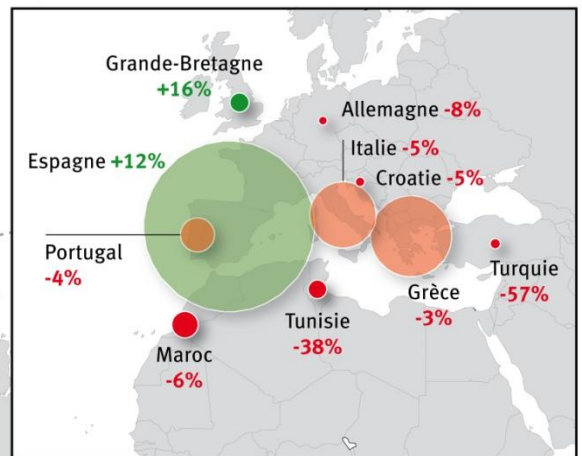 Grande-Bretagne
+16%
Allemagne -8%
Italie -5%
Espagne +12%
Croatie -5%
Portugal
-4%
Turquie
-57%
Grèce
-3%
Tunisie
-38%
Maroc
-6%